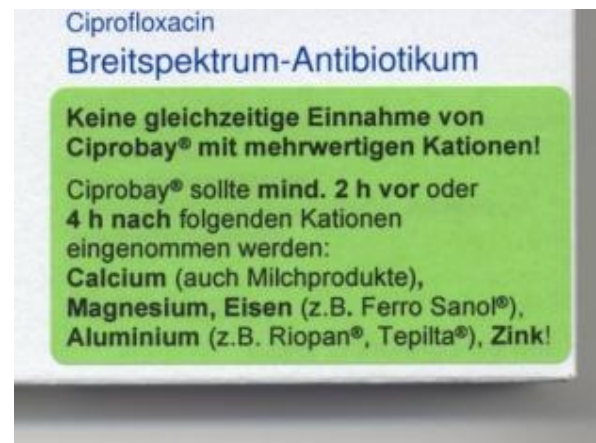 Ciprofloxacin
Breitspektrum-Antibiotikum
Keine gleichzeitige Einnahme von
Ciprobay® mit mehrwertigen Kationen!
Ciprobay® sollte mind. 2 h vor oder
4 h nach folgenden Kationen
eingenommen werden:
Calcium (auch Milchprodukte),
Magnesium, Eisen (z.B. Ferro Sanol®),
Aluminium (z.B. Riopan®, Tepilta®), Zink!